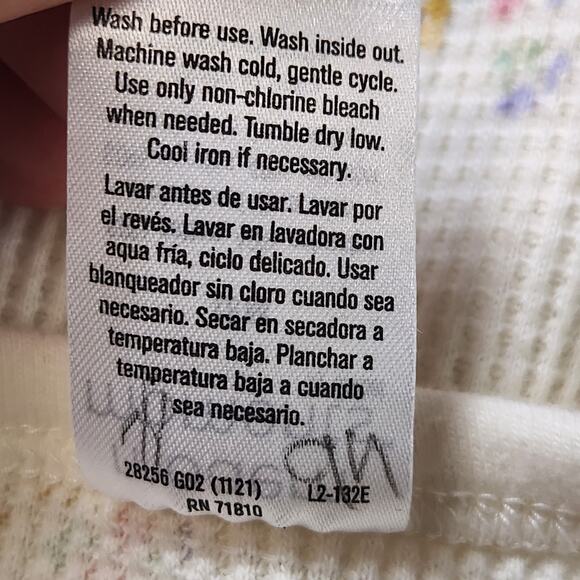 Wash before use. Wash inside out.
Machine wash cold, gentle cycle.
Use only non-chlorine bleach
when needed. Tumble dry low.
Cool iron if necessary.
Lavar antes de usar. Lavar por
el revés. Lavar en lavadora con
aqua fría, ciclo delicado. Usar
blanqueador sin cloro cuando sea
necesario. Secar en secadora a
temperatura baja. Planchar a
temperatura baja a cuando
sea necesario.
28256 G02 (1121) L2-132E
RN 71810